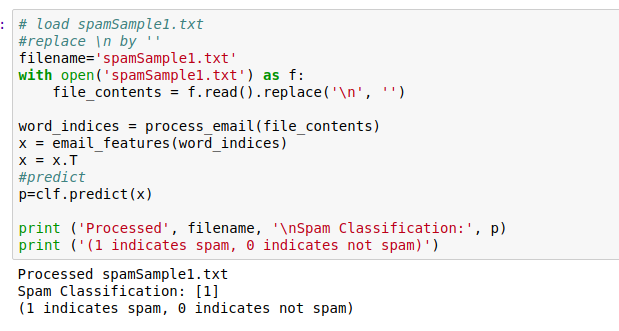 :
# load spamSample1.txt
#replace \n by ''
filename='spamSample1.txt'
with open('spamSample1.txt') as f:
    file_contents = f.read().replace('\n', '')

word_indices = process_email(file_contents)
x = email_features(word_indices)
x = x.T
#predict
p=clf.predict(x)

print ('Processed', filename, '\nSpam Classification:', p)
print ('(1 indicates spam, 0 indicates not spam)')
Processed spamSample1.txt
Spam Classification: [1]
(1 indicates spam, 0 indicates not spam)